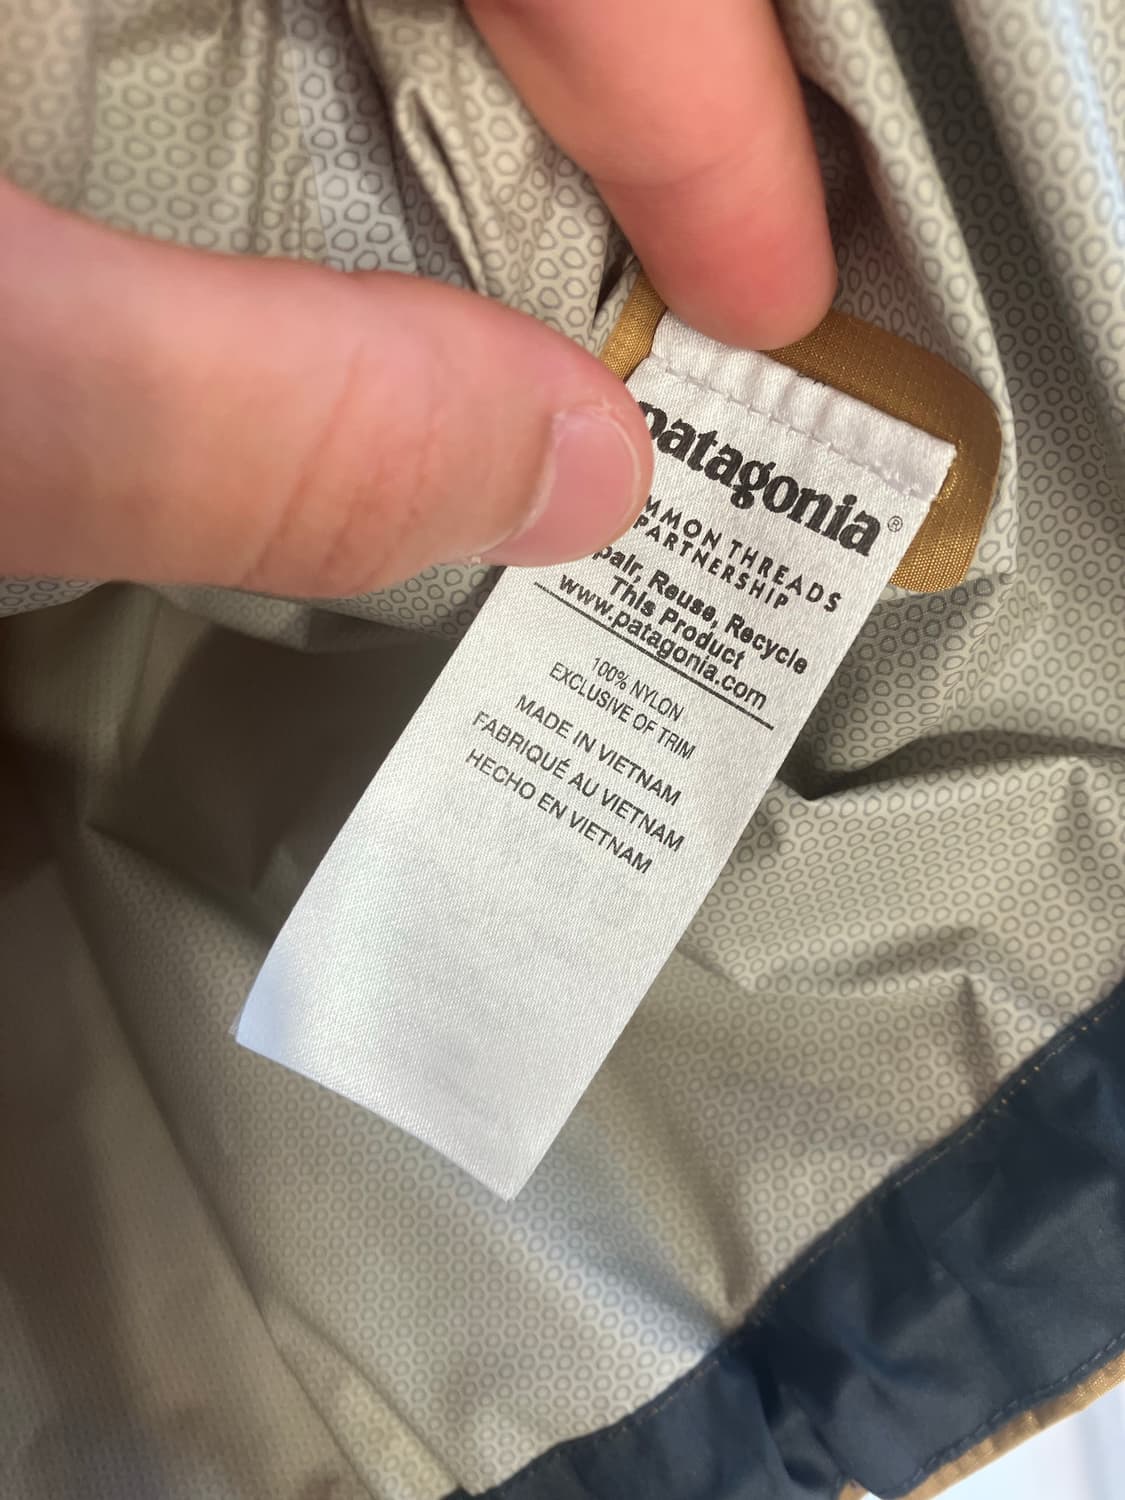 patagonia®
MMON THREADS
PARTNERSHIP
pair, Reuse, Recycle
This Product
www.patagonia.com
100% NYLON
EXCLUSIVE OF TRIM
MADE IN VIETNAM
FABRIQUÉ AU VIETNAM
HECHO EN VIETNAM